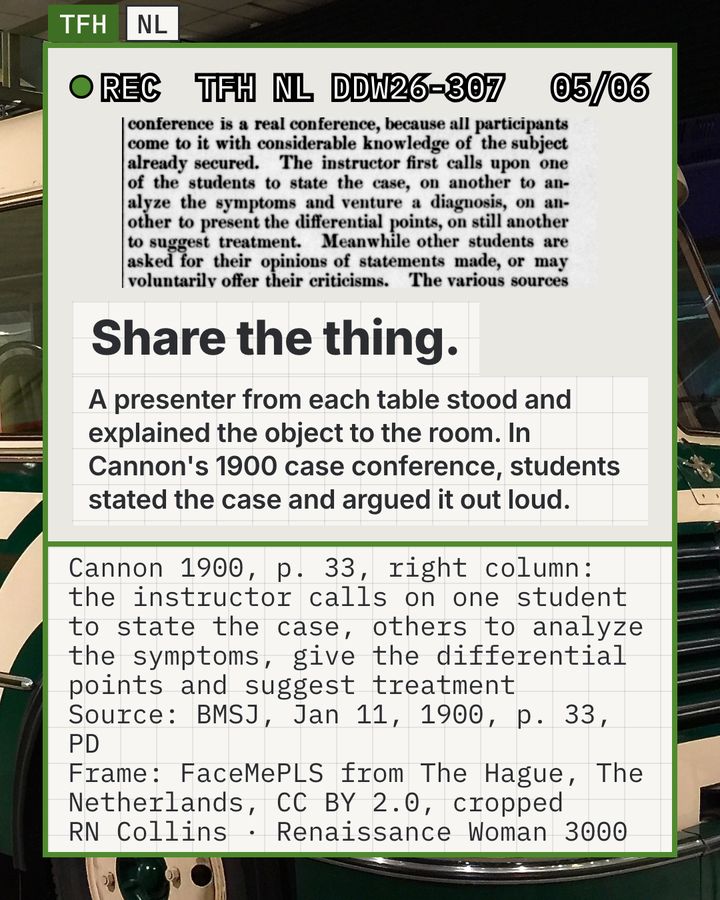 TFH NL
REC TFH NL DDW26-307 05/06
conference is a real conference, because all participants
come to it with considerable knowledge of the subject
already secured. The instructor first calls upon one
of the students to state the case, on another to an-
alyze the symptoms and venture a diagnosis, on an-
other to present the differential points, on still another
to suggest treatment. Meanwhile other students are
asked for their opinions of statements made, or may
voluntarily offer their criticisms. The various sources
Share the thing.
A presenter from each table stood and
explained the object to the room. In
Cannon's 1900 case conference, students
stated the case and argued it out loud.
Cannon 1900, p. 33, right column:
the instructor calls on one student
to state the case, others to analyze
the symptoms, give the differential
points and suggest treatment
Source: BMSJ, Jan 11, 1900, p. 33,
PD
Frame: FaceMePLS from The Hague, The
Netherlands, CC BY 2.0, cropped
RN Collins · Renaissance Woman 3000